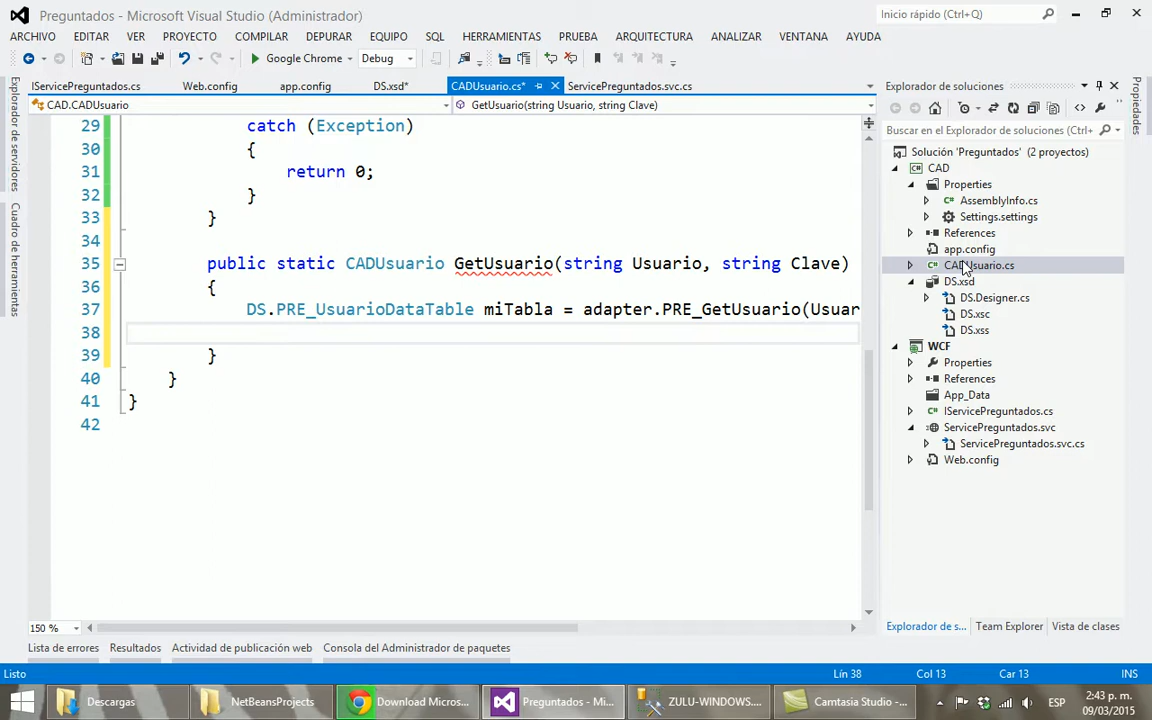 Preguntados - Microsoft Visual Studio (Administrador)
Inicio rápido (Ctrl+Q)
ARCHIVO EDITAR VER PROYECTO COMPILAR DEPURAR EQUIPO SQL HERRAMIENTAS PRUEBA ARQUITECTURA ANALIZAR VENTANA AYUDA
Google Chrome Debug
IServicePreguntados.cs Web.config app.config DS.xsd* CADUsuario.cs* ServicePreguntados.svc.cs
CAD.CADUsuario GetUsuario(string Usuario, string Clave)
29 catch (Exception)
30 {
31 return 0;
32 }
33 }
34
35 public static CADUsuario GetUsuario(string Usuario, string Clave)
36 {
37 DS.PRE_UsuarioDataTable miTabla = adapter.PRE_GetUsuario(Usuar
38
39 }
40 }
41 }
42
150 %
Explorador de servidores
Cuadro de herramientas
Explorador de soluciones
Buscar en el Explorador de soluciones (Ctrl+
Solución 'Preguntados' (2 proyectos)
CAD
Properties
AssemblyInfo.cs
Settings.settings
References
app.config
CADUsuario.cs
DS.xsd
DS.Designer.cs
DS.xsc
DS.xss
WCF
Properties
References
App_Data
IServicePreguntados.cs
ServicePreguntados.svc
ServicePreguntados.svc.cs
Web.config
Explorador de s... Team Explorer Vista de clases
Propiedades
Lista de errores Resultados Actividad de publicación web Consola del Administrador de paquetes
Listo Lín 38 Col 13 Car 13 INS
Descargas NetBeansProjects Download Micros... Preguntados - Mi... ZULU-WINDOWS.... Camtasia Studio -... ESP
2:43 p. m.
09/03/2015